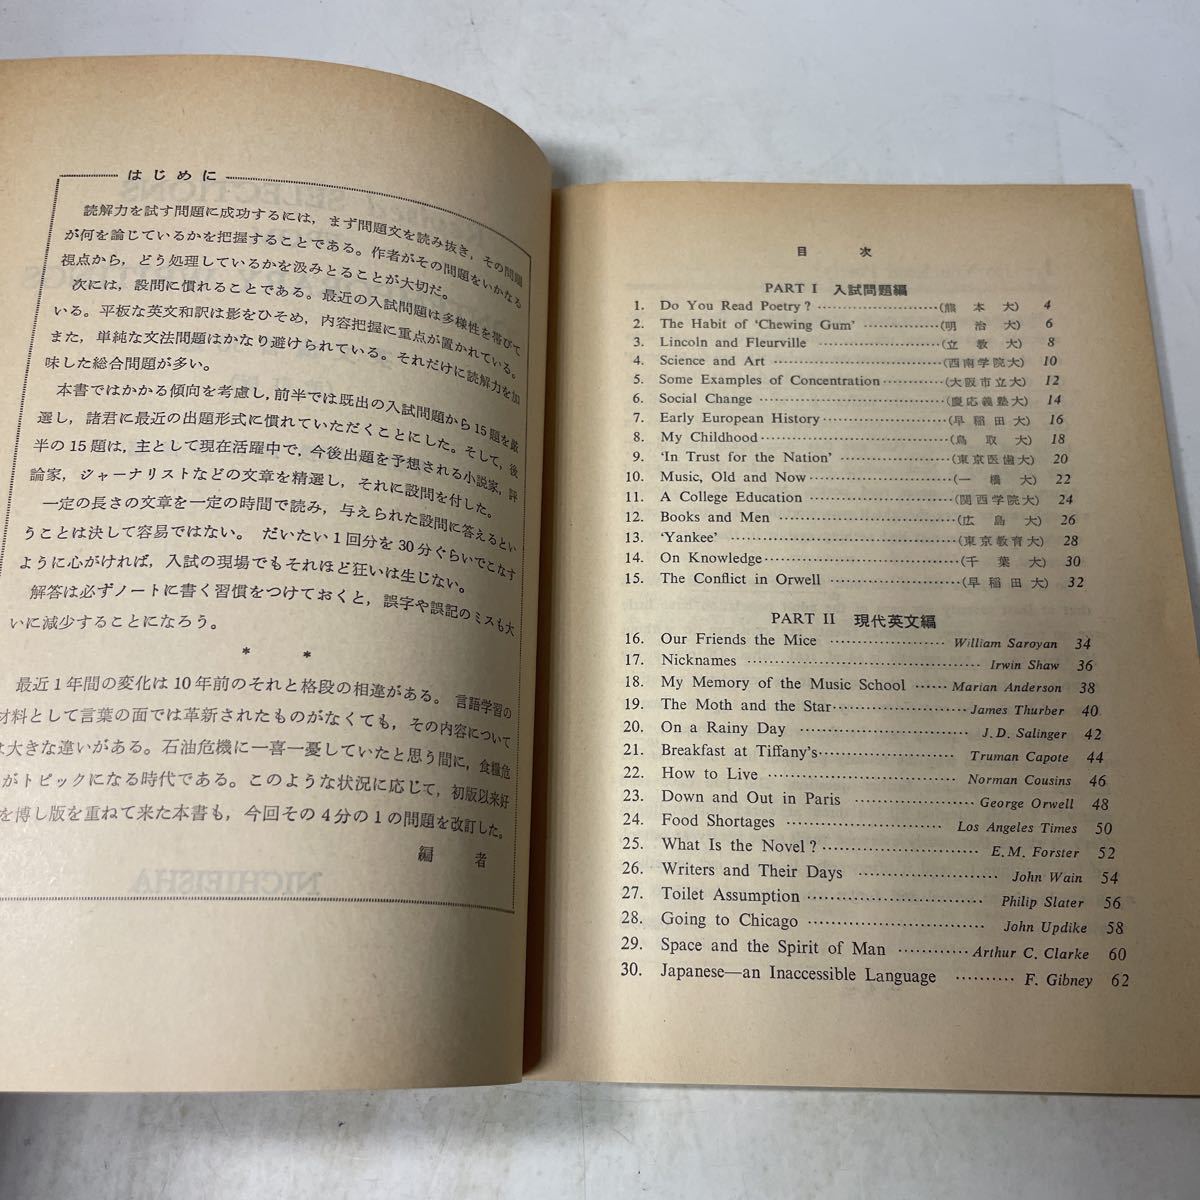 はじめに
読解力を試す問題に成功するには，まず問題文を読み抜き，その問題
が何を論じているかを把握することである。作者がその問題をいかなる
視点から，どう処理しているかを汲みとることが大切だ。
次には，設問に慣れることである。最近の入試問題は多様性を帯びて
いる。平板な英文和訳は影をひそめ，内容把握に重点が置かれている。
また，単純な文法問題はかなり避けられている。それだけに読解力を加
味した総合問題が多い。
本書ではかかる傾向を考慮し，前半では既出の入試問題から15題を厳
選し，諸君に最近の出題形式に慣れていただくことにした。そして，後
半の15題は，主として現在活躍中で，今後出題を予想される小説家，評
論家，ジャーナリストなどの文章を精選し，それに設問を付した。
一定の長さの文章を一定の時間で読み，与えられた設問に答えるとい
うことは決して容易ではない。 だいたい1回分を30分ぐらいでこなす
ように心がければ，入試の現場でもそれほど狂いは生じない。
解答は必ずノートに書く習慣をつけておくと，誤字や誤記のミスも大
いに減少することになろう。
* *
最近1年間の変化は10年前のそれと格段の相違がある。言語学習の
材料として言葉の面では革新されたものがなくても，その内容について
は大きな違いがある。石油危機に一喜一憂していたと思う間に，食糧危
がトピックになる時代である。このような状況に応じて，初版以来好
を博し版を重ねて来た本書も，今回その4分の1の問題を改訂した。
編 者
NICHIEISHA
目 次
PART I 入試問題編
1. Do You Read Poetry? (熊本大) 4
2. The Habit of ‘Chewing Gum’ (明治大) 6
3. Lincoln and Fleurville (立教大) 8
4. Science and Art (西南学院大) 10
5. Some Examples of Concentration (大阪市立大) 12
6. Social Change (慶応義塾大) 14
7. Early European History (早稲田大) 16
8. My Childhood (鳥取大) 18
9. ‘In Trust for the Nation’ (東京医歯大) 20
10. Music, Old and Now (一橋大) 22
11. A College Education (関西学院大) 24
12. Books and Men (広島大) 26
13. ‘Yankee’ (東京教育大) 28
14. On Knowledge (千葉大) 30
15. The Conflict in Orwell (早稲田大) 32
PART II 現代英文編
16. Our Friends the Mice William Saroyan 34
17. Nicknames Irwin Shaw 36
18. My Memory of the Music School Marian Anderson 38
19. The Moth and the Star James Thurber 40
20. On a Rainy Day J.D. Salinger 42
21. Breakfast at Tiffany's Truman Capote 44
22. How to Live Norman Cousins 46
23. Down and Out in Paris George Orwell 48
24. Food Shortages Los Angeles Times 50
25. What Is the Novel? E.M. Forster 52
26. Writers and Their Days John Wain 54
27. Toilet Assumption Philip Slater 56
28. Going to Chicago John Updike 58
29. Space and the Spirit of Man Arthur C. Clarke 60
30. Japanese—an Inaccessible Language F. Gibney 62